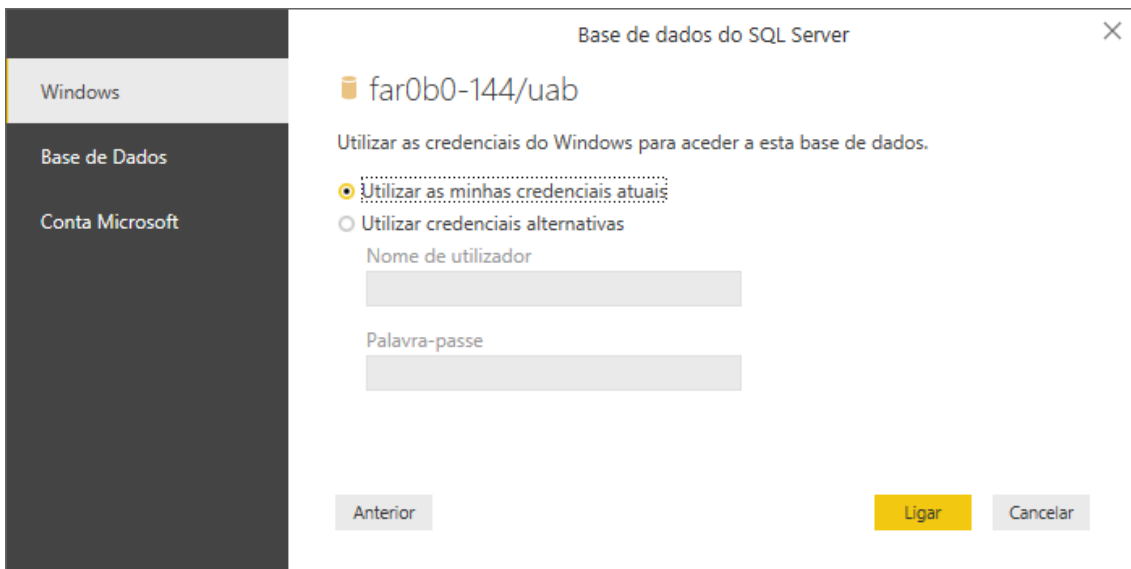 Base de dados do SQL Server
Windows
Base de Dados
Conta Microsoft
far0b0-144/uab
Utilizar as credenciais do Windows para aceder a esta base de dados.
Utilizar as minhas credenciais atuais
Utilizar credenciais alternativas
Nome de utilizador
Palavra-passe
Anterior
Ligar
Cancelar